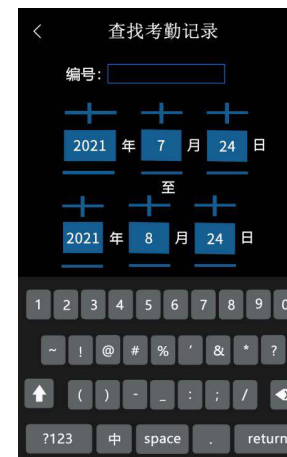 查找考勤记录
编号：
2021 年 7 月 24 日
至
2021 年 8 月 24 日
1 2 3 4 5 6 7 8 9 0
~ ! @ # % ' & * ?
( ) - _ : ; /
?123 中 space . return